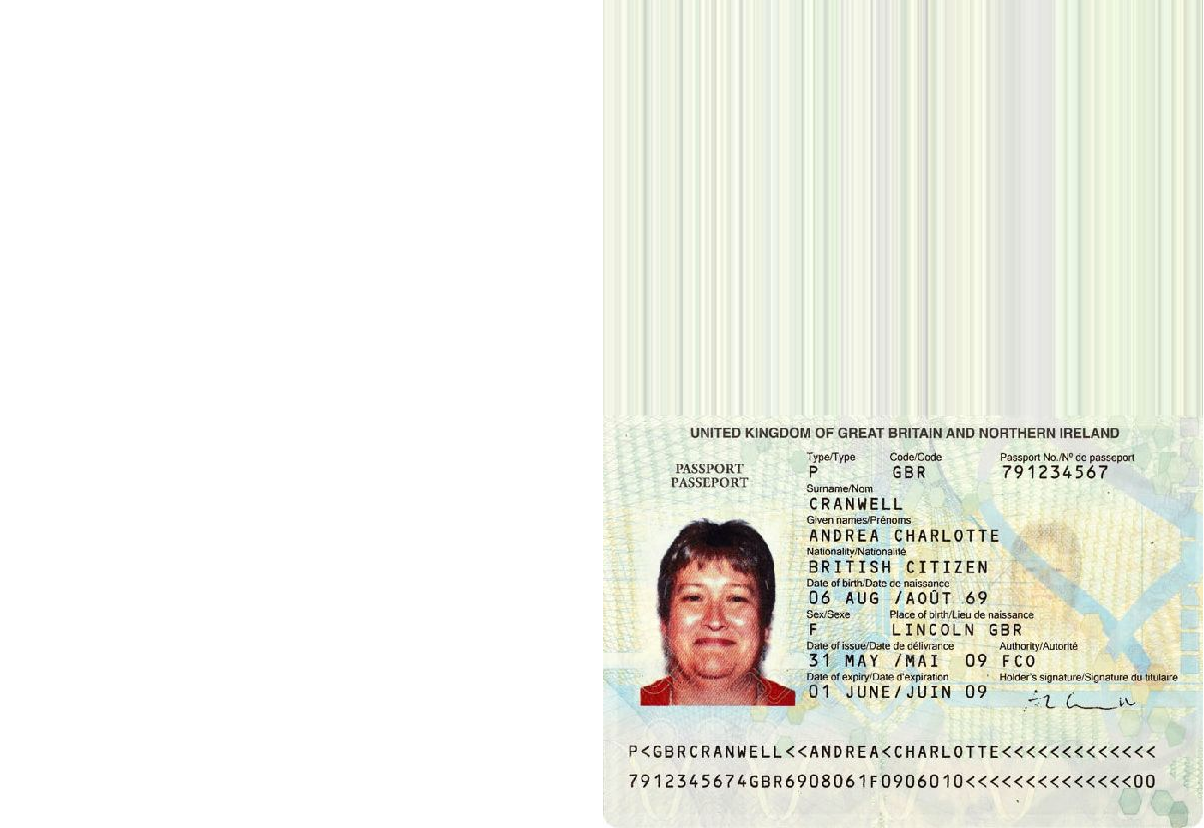 UNITED KINGDOM OF GREAT BRITAIN AND NORTHERN IRELAND
PASSPORT
PASSEPORT
Type/Type Code/Code Passport No./Nº de passeport
P GBR 791234567
Surname/Nom
CRANWELL
Given names/Prénoms
ANDREA CHARLOTTE
Nationality/Nationalité
BRITISH CITIZEN
Date of birth/Date de naissance
06 AUG /AOÛT 69
Sex/Sexe Place of birth/Lieu de naissance
F LINCOLN GBR
Date of issue/Date de délivrance Authority/Autorité
31 MAY /MAI 09 FCO
Date of expiry/Date d'expiration Holder's signature/Signature du titulaire
01 JUNE/JUIN 09
P<GBRCRANWELL<<ANDREA<CHARLOTTE<<<<<<<<<<<<<
7912345674GBR6908061F0906010<<<<<<<<<<<<<<00